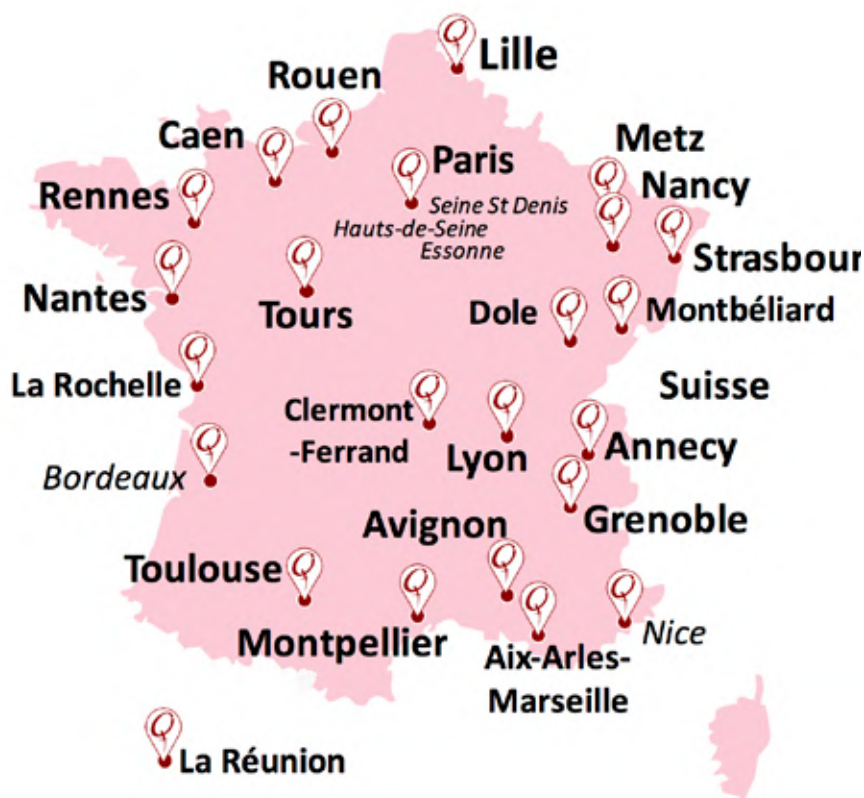 Lille
Rouen
Caen
Metz
Paris
Nancy
Rennes
Seine St Denis
Hauts-de-Seine
Essonne
Strasbour
Nantes
Tours
Dole
Montbéliard
La Rochelle
Suisse
Clermont
-Ferrand
Lyon
Annecy
Bordeaux
Grenoble
Avignon
Toulouse
Montpellier
Nice
Aix-Arles-
Marseille
La Réunion